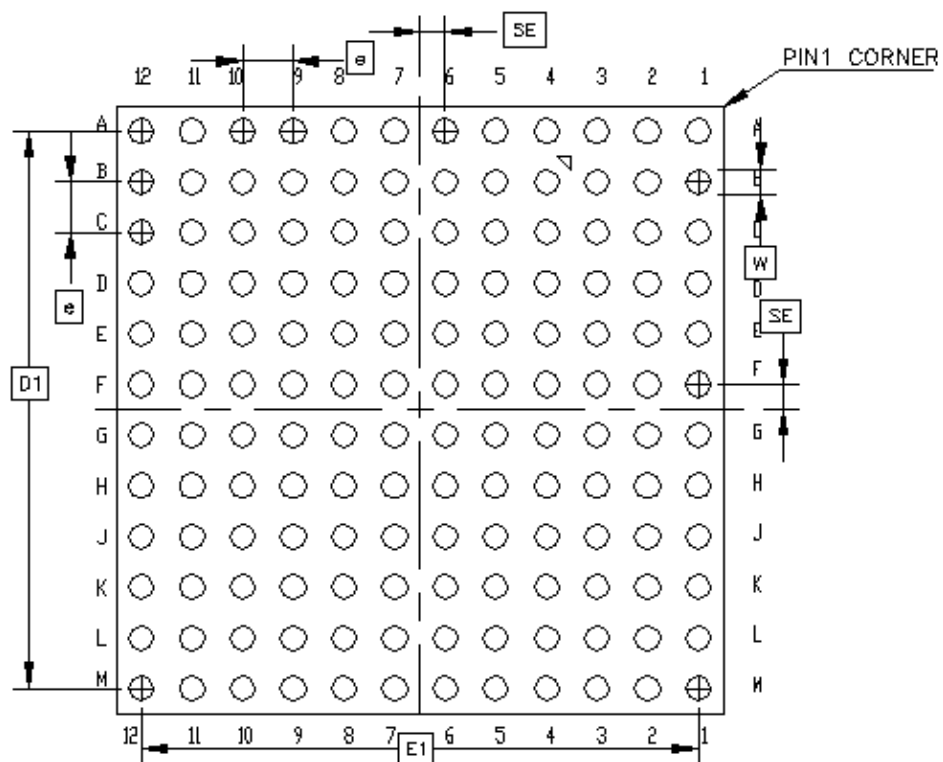 SE
e
PIN1 CORNER
12 11 10 9 8 7 6 5 4 3 2 1
A A
B
C
W
D D
e
SE
E E
D1
F F
G G
H H
J J
K K
L L
M M
12 11 10 9 8 7 6 5 4 3 2 1
E1